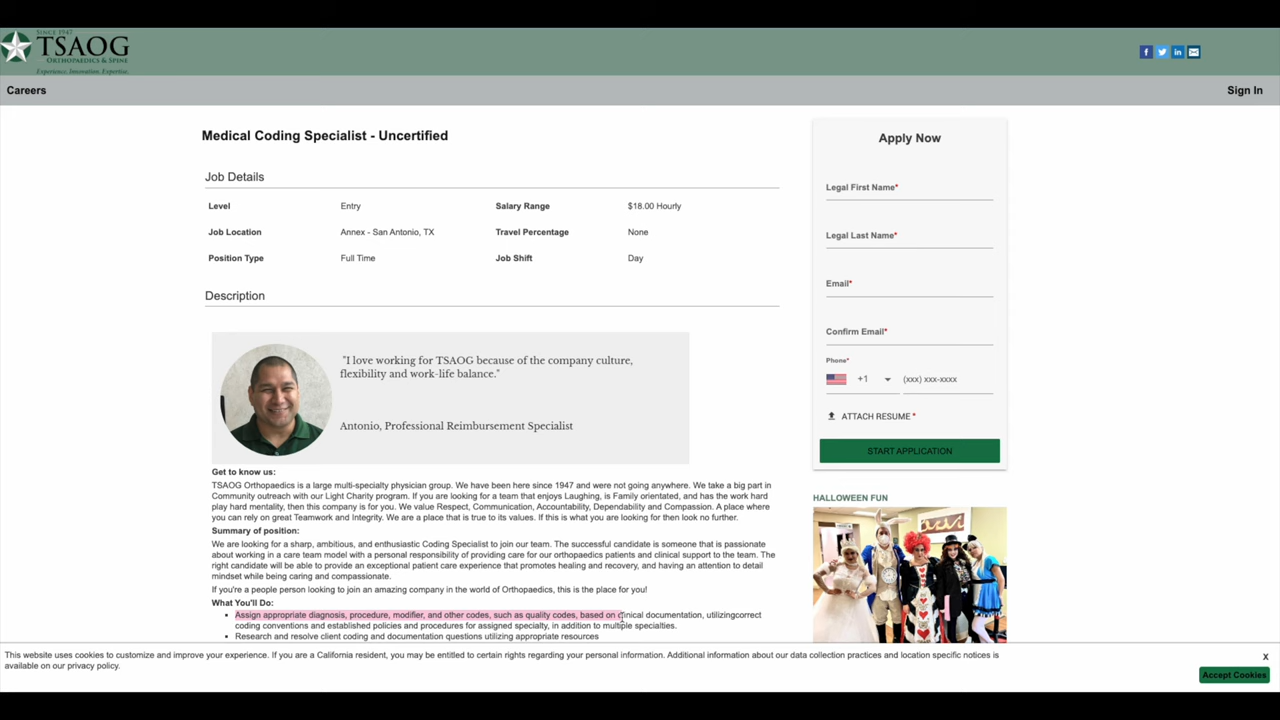 SINCE 1947
TSAOG
ORTHOPAEDICS & SPINE
Experience. Innovation. Expertise.
Careers
Sign In
Medical Coding Specialist - Uncertified
Job Details
Level Entry Salary Range $18.00 Hourly
Job Location Annex - San Antonio, TX Travel Percentage None
Position Type Full Time Job Shift Day
Description
"I love working for TSAOG because of the company culture,
flexibility and work-life balance."
Antonio, Professional Reimbursement Specialist
Get to know us:
TSAOG Orthopaedics is a large multi-specialty physician group. We have been here since 1947 and were not going anywhere. We take a big part in
Community outreach with our Light Charity program. If you are looking for a team that enjoys Laughing, is Family orientated, and has the work hard
play hard mentality, then this company is for you. We value Respect, Communication, Accountability, Dependability and Compassion. A place where
you can rely on great Teamwork and Integrity. We are a place that is true to its values. If this is what you are looking for then look no further.
Summary of position:
We are looking for a sharp, ambitious, and enthusiastic Coding Specialist to join our team. The successful candidate is someone that is passionate
about working in a care team model with a personal responsibility of providing care for our orthopaedics patients and clinical support to the team. The
right candidate will be able to provide an exceptional patient care experience that promotes healing and recovery, and having an attention to detail
mindset while being caring and compassionate.
If you're a people person looking to join an amazing company in the world of Orthopaedics, this is the place for you!
What You'll Do:
Assign appropriate diagnosis, procedure, modifier, and other codes, such as quality codes, based on clinical documentation, utilizingcorrect
coding conventions and established policies and procedures for assigned specialty, in addition to multiple specialties.
Research and resolve client coding and documentation questions utilizing appropriate resources
Apply Now
Legal First Name*
Legal Last Name*
Email*
Confirm Email*
Phone*
+1 (xxx) xxx-xxxx
ATTACH RESUME *
START APPLICATION
HALLOWEEN FUN
This website uses cookies to customize and improve your experience. If you are a California resident, you may be entitled to certain rights regarding your personal information. Additional information about our data collection practices and location specific notices is
available on our privacy policy.
X
Accept Cookies